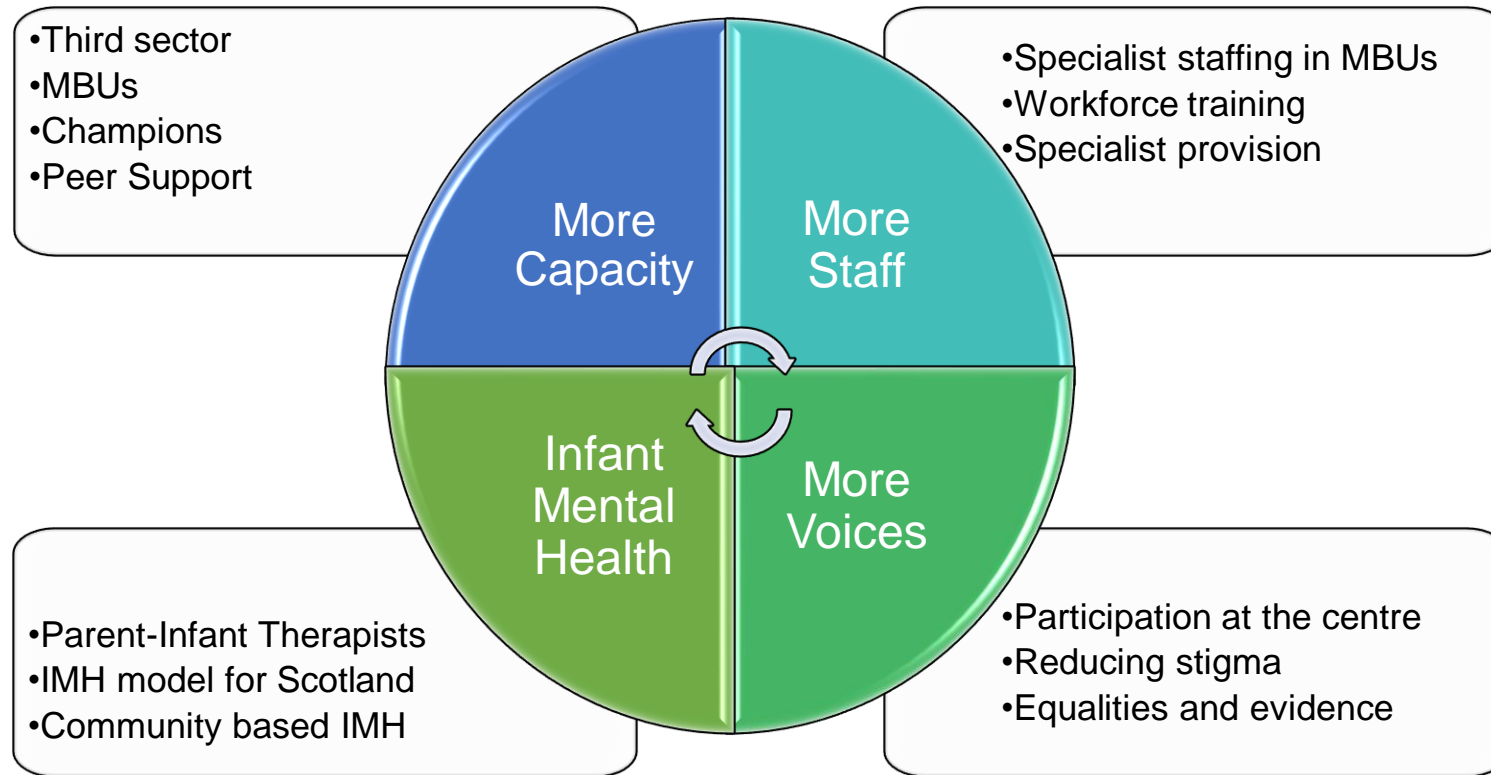 •Third sector
•MBUs
•Champions
•Peer Support
•Specialist staffing in MBUs
•Workforce training
•Specialist provision
More
Capacity
More
Staff
Infant
Mental
Health
More
Voices
•Parent-Infant Therapists
•IMH model for Scotland
•Community based IMH
•Participation at the centre
•Reducing stigma
•Equalities and evidence